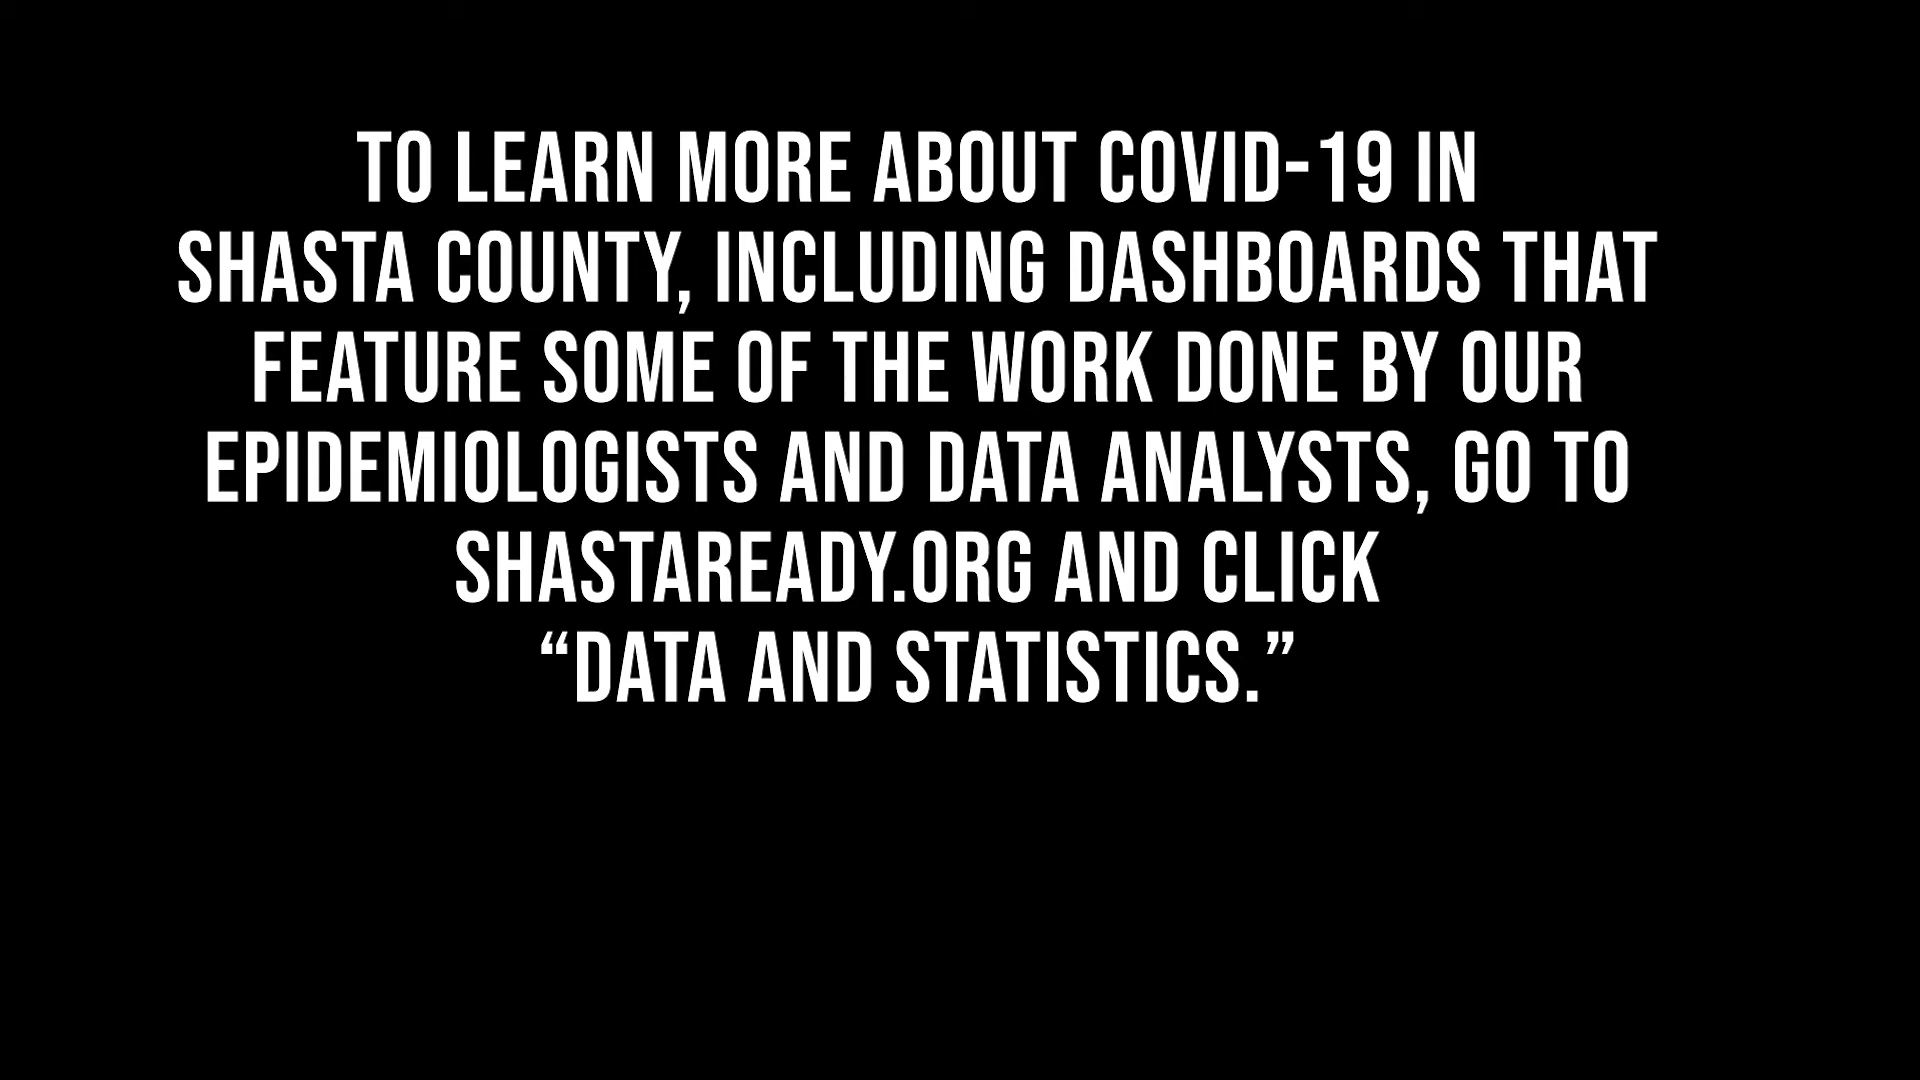 TO LEARN MORE ABOUT COVID-19 IN
SHASTA COUNTY, INCLUDING DASHBOARDS THAT
FEATURE SOME OF THE WORK DONE BY OUR
EPIDEMIOLOGISTS AND DATA ANALYSTS, GO TO
SHASTAREADY.ORG AND CLICK
“DATA AND STATISTICS.”